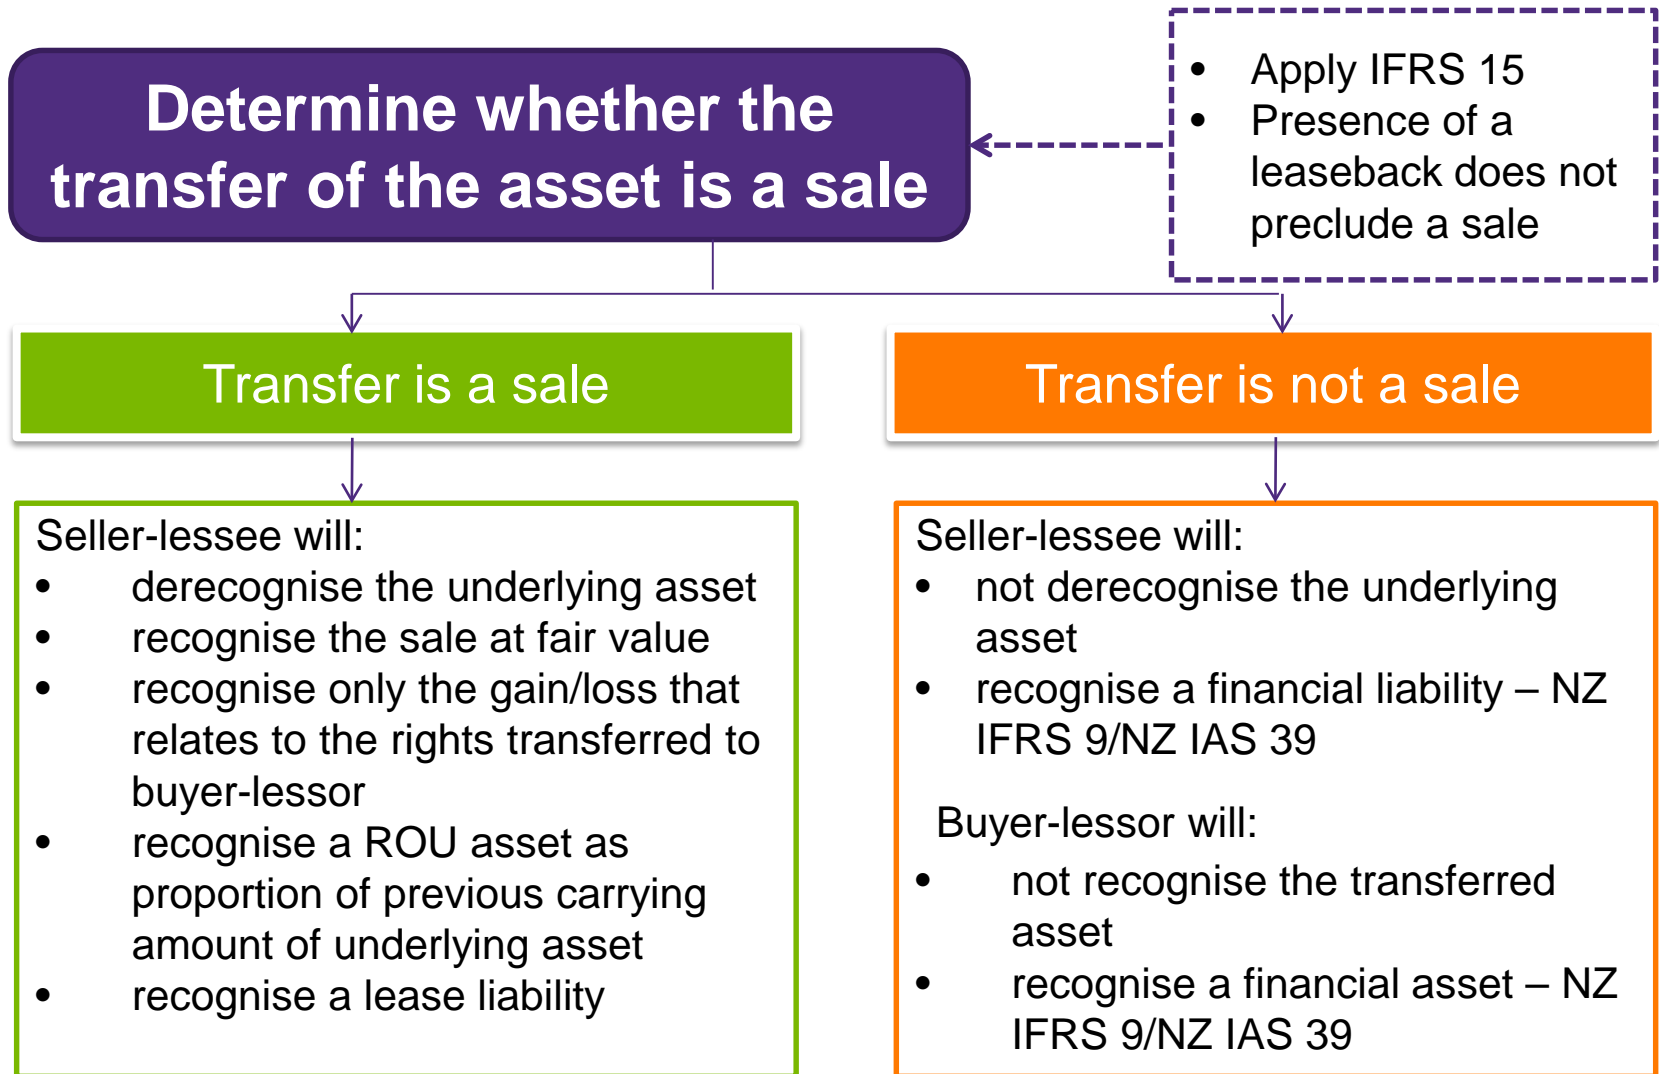 Determine whether the
transfer of the asset is a sale
• Apply IFRS 15
• Presence of a
leaseback does not
preclude a sale
Transfer is a sale
Transfer is not a sale
Seller-lessee will:
• derecognise the underlying asset
• recognise the sale at fair value
• recognise only the gain/loss that
relates to the rights transferred to
buyer-lessor
• recognise a ROU asset as
proportion of previous carrying
amount of underlying asset
• recognise a lease liability
Seller-lessee will:
• not derecognise the underlying
asset
• recognise a financial liability – NZ
IFRS 9/NZ IAS 39
Buyer-lessor will:
• not recognise the transferred
asset
• recognise a financial asset – NZ
IFRS 9/NZ IAS 39